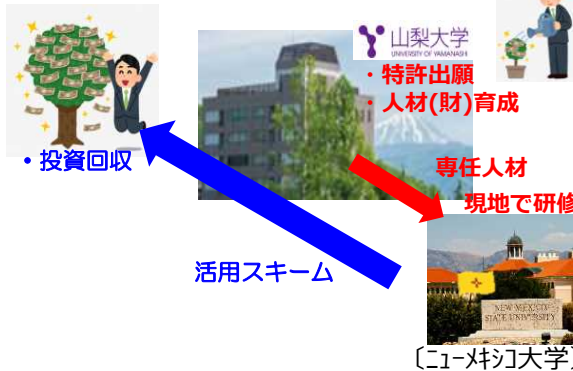 山梨大学
UNIVERSITY OF YAMANASHI
・特許出願
・人材(財)育成
・投資回収
専任人材
現地で研修
活用スキーム
NEW MEXICO
STATE UNIVERSITY
〔ニューメキシコ大学〕